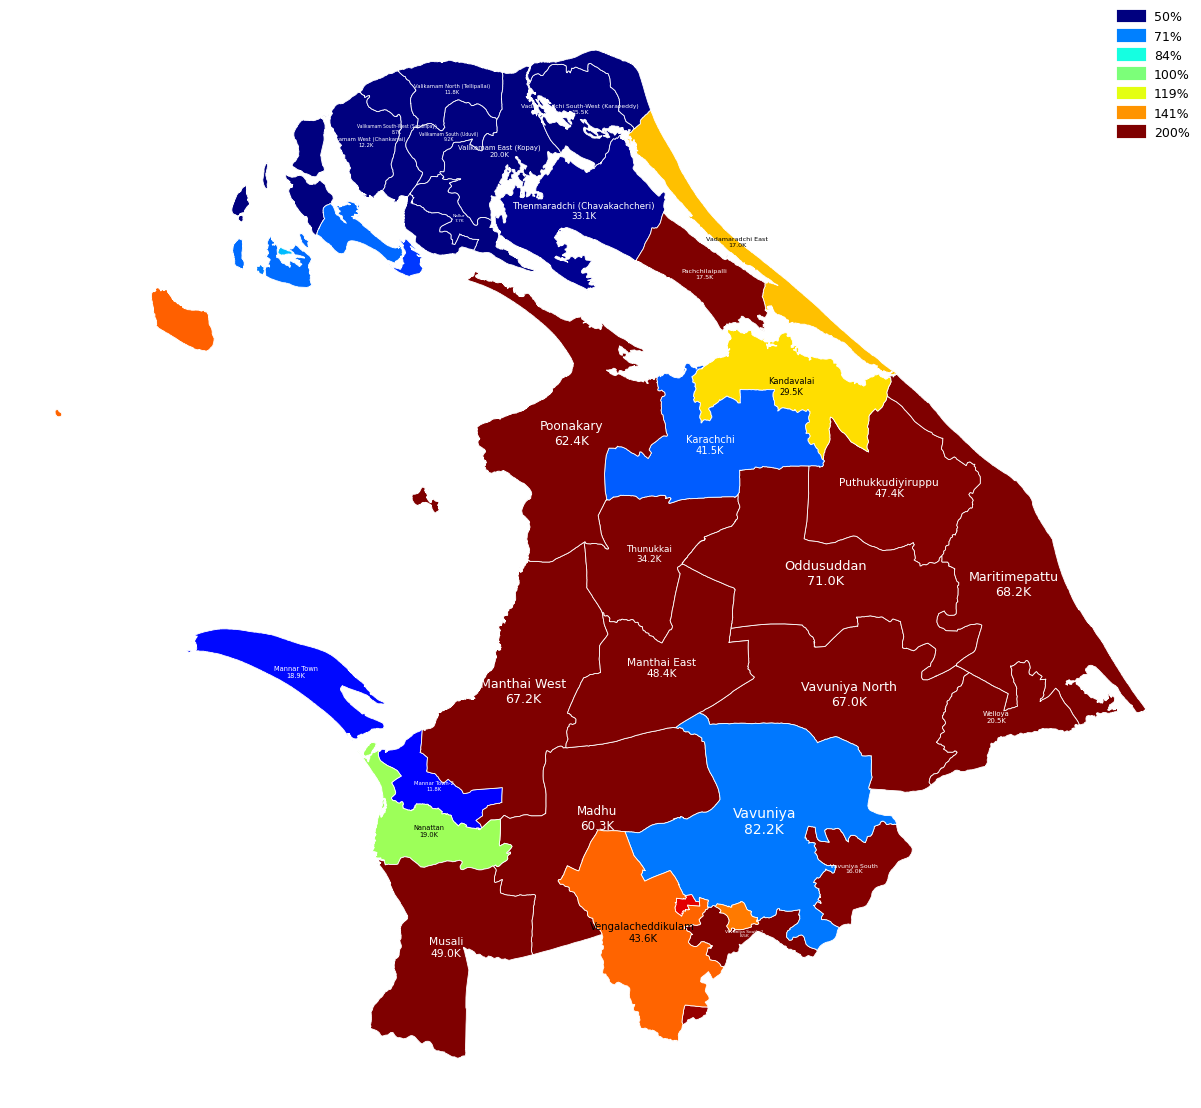 50%
71%
84%
100%
119%
141%
200%
Valikamam North (Tellipallai)
11.8K
Vadamaradchi South-West (Karaveddy)
15.5K
Valikamam South-West (Sandilipay)
Valikamam South (Uduvil)
9.2K
12.2K
Valikamam East (Kopay)
20.0K
Thenmaradchi (Chavakachcheri)
33.1K
Nallur
7.7K
Vadamaradchi East
17.0K
Pachchilaipalli
17.5K
Kandavalai
29.5K
Poonakary
62.4K
Karachchi
41.5K
Puthukkudiyiruppu
47.4K
Thunukkai
34.2K
Oddusuddan
71.0K
Maritimepattu
68.2K
Mannar Town
18.9K
Manthai West
67.2K
Manthai East
48.4K
Vavuniya North
67.0K
Welioya
20.5K
Mannar Town
11.8K
Nanattan
19.0K
Madhu
60.3K
Vavuniya
82.2K
Vavuniya South
16.0K
Vengalacheddikulam
43.6K
Musali
49.0K